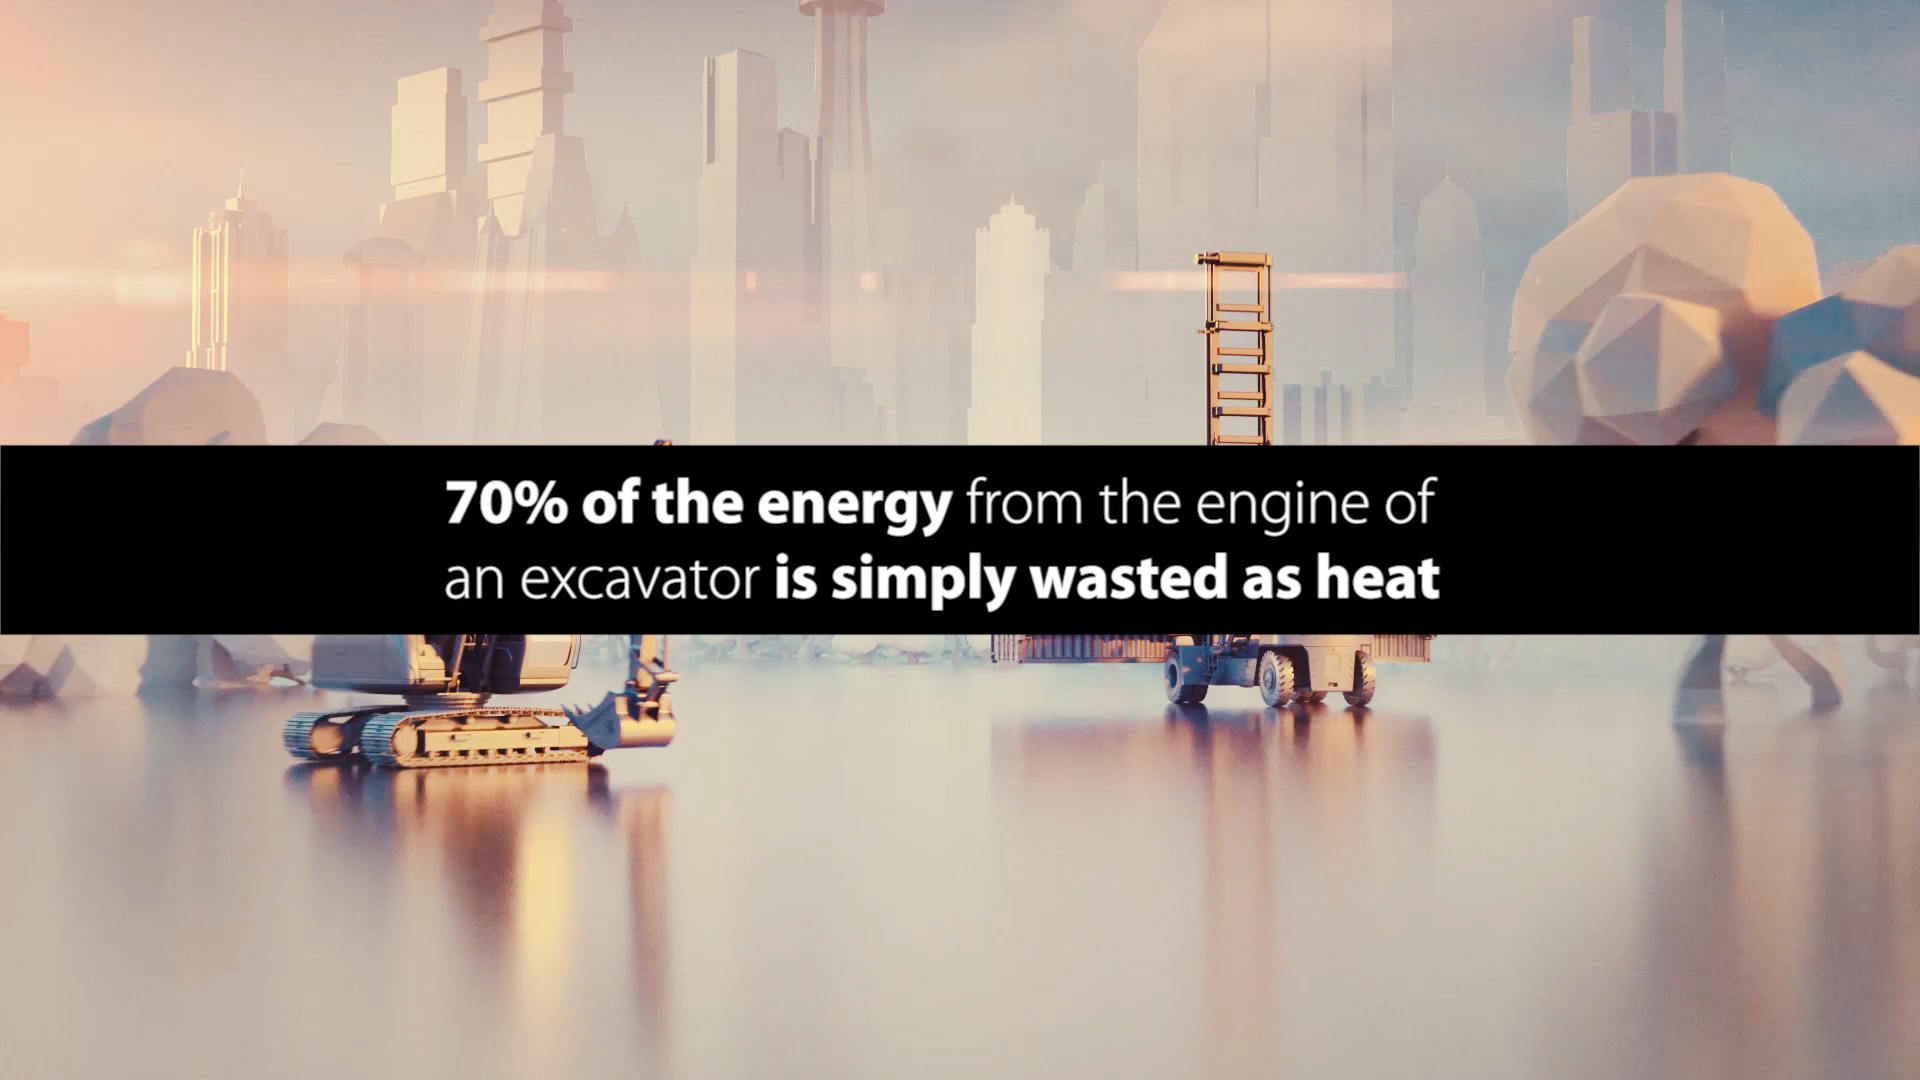 70% of the energy from the engine of
an excavator is simply wasted as heat